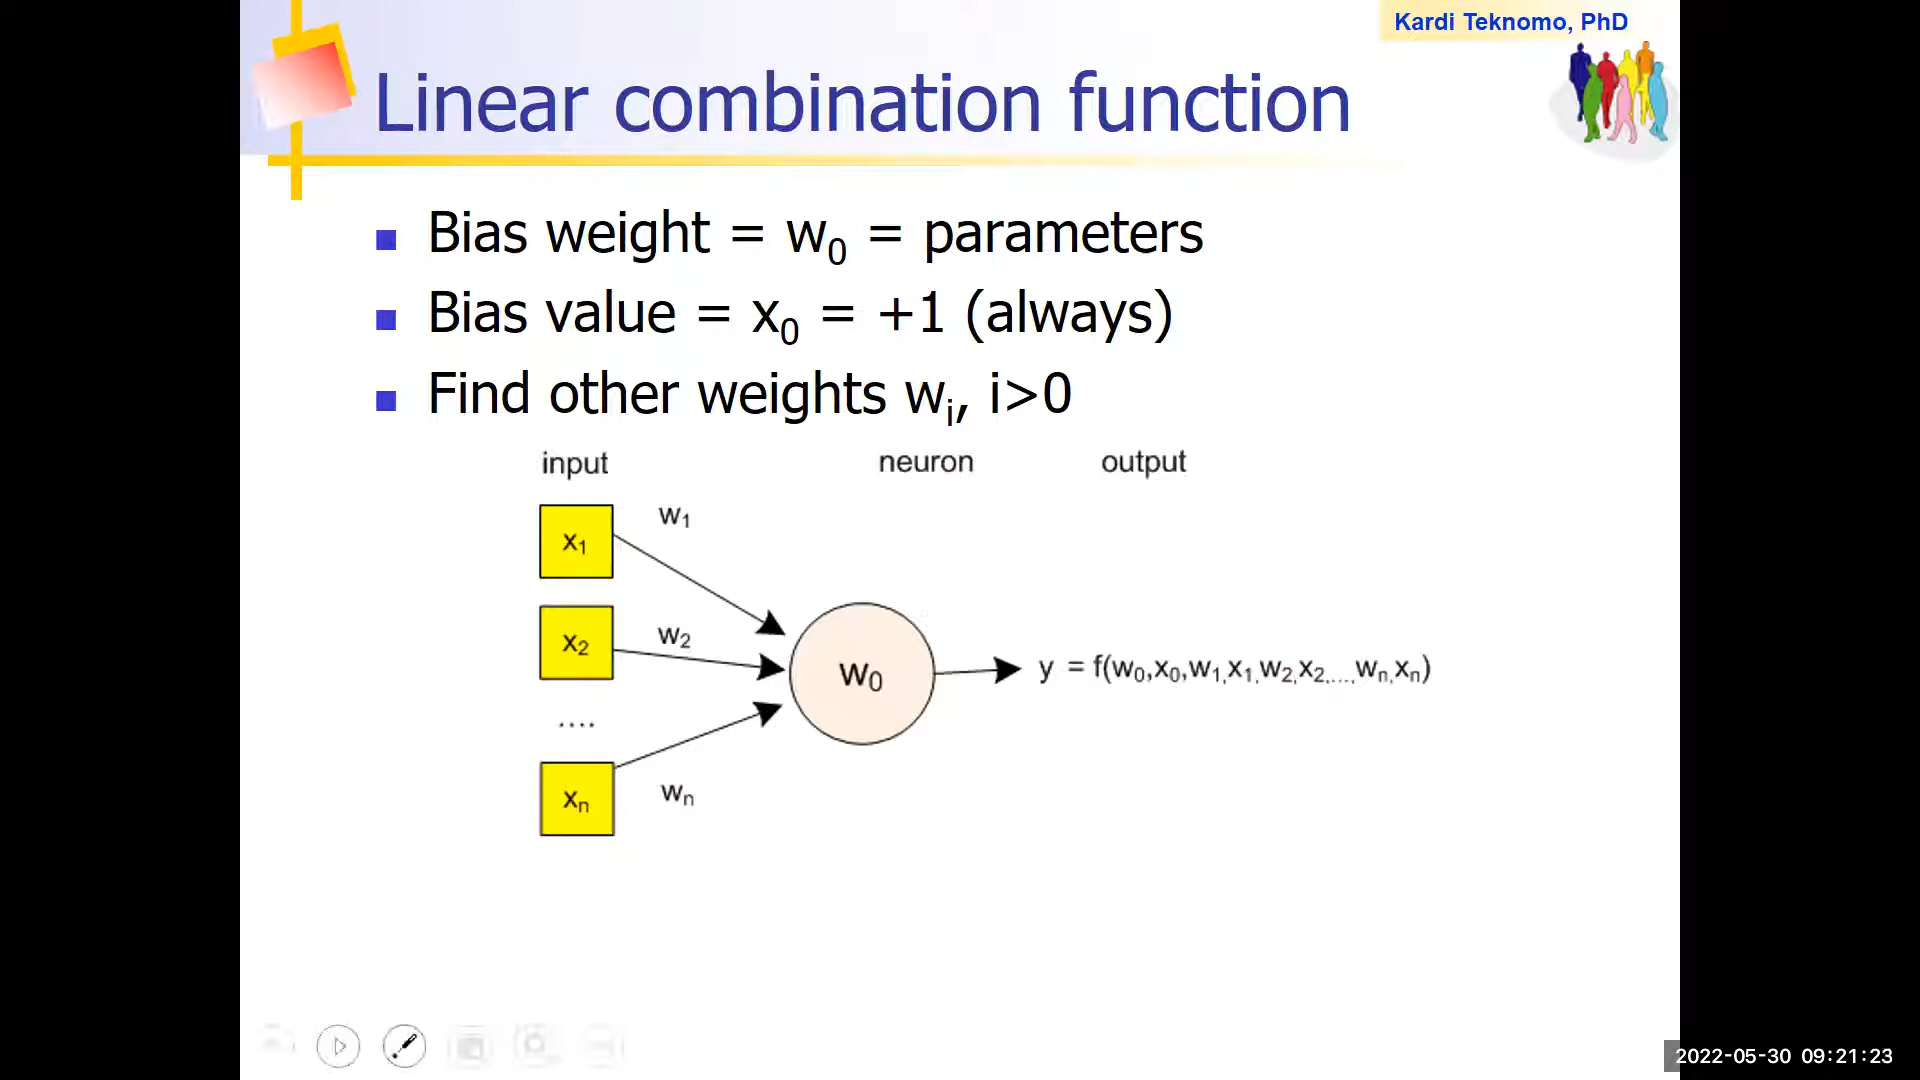 Kardi Teknomo, PhD
Linear combination function
Bias weight = w₀ = parameters
Bias value = x₀ = +1 (always)
Find other weights wᵢ, i>0
input neuron output
w₁
x₁
w₂
x₂
w₀
y = f(w₀,x₀,w₁,x₁,w₂,x₂,...,wₙ,xₙ)
....
wₙ
xₙ
2022-05-30 09:21:23